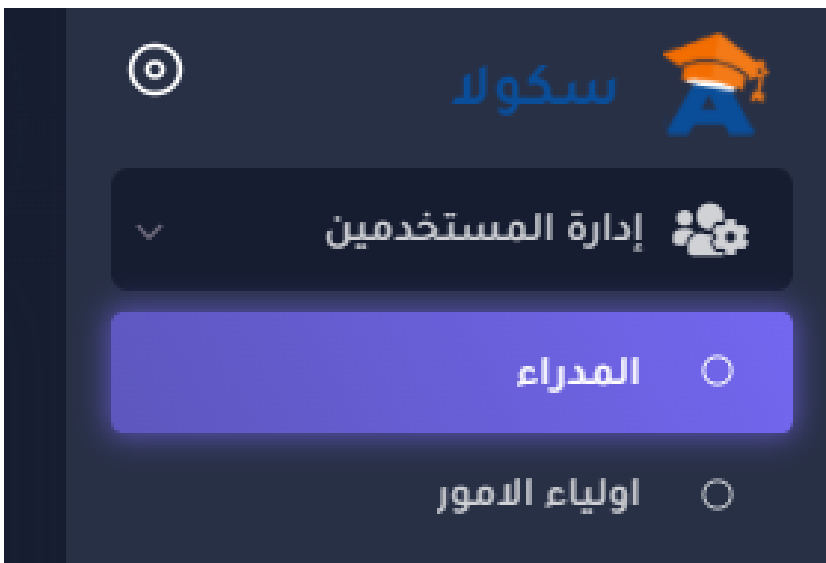 سكولا
إدارة المستخدمين
المدراء
اولياء الامور